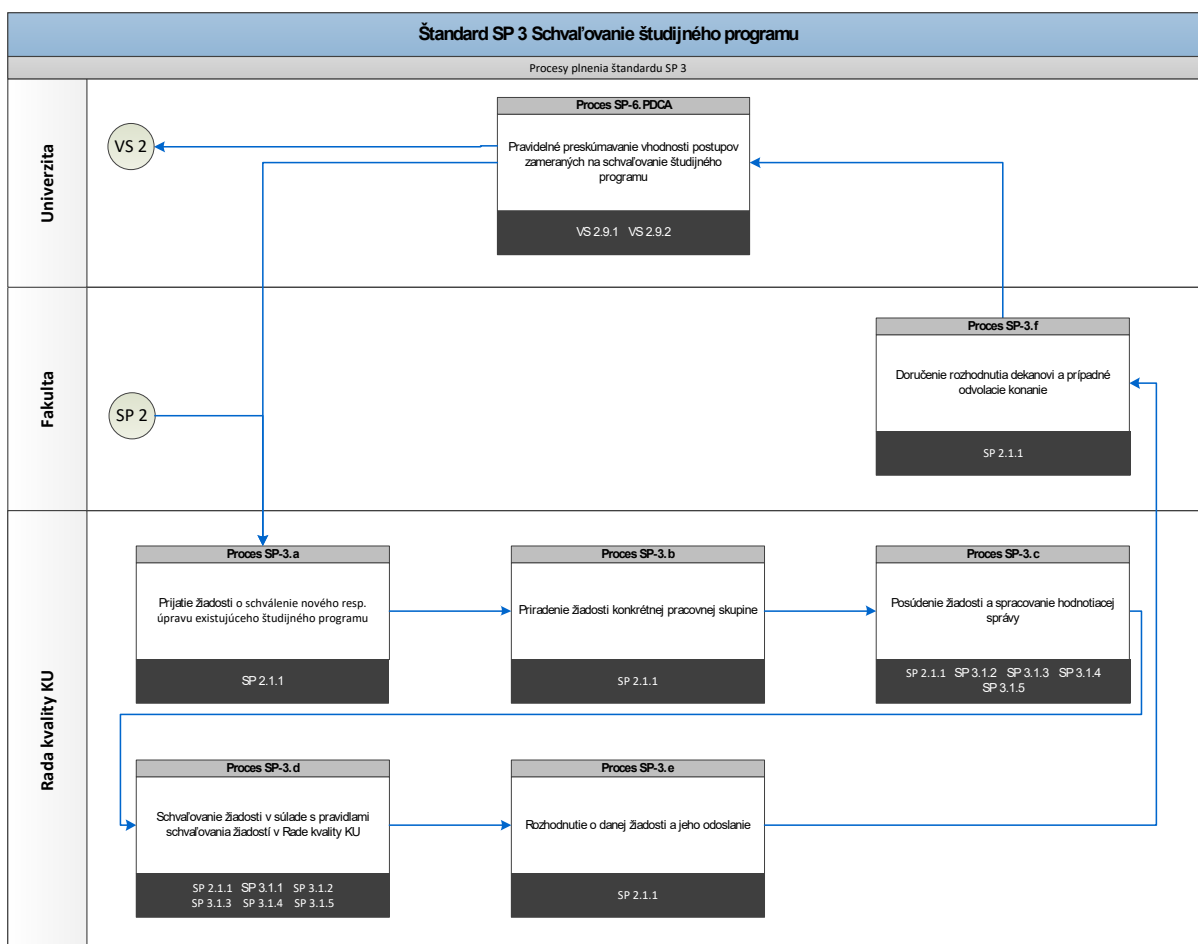 Štandard SP 3 Schvaľovanie študijného programu
Procesy plnenia štandardu SP 3
Univerzita
VS 2
Proces SP-6.PDCA
Pravidelné preskúmavanie vhodnosti postupov
zameraných na schvaľovanie študijného
programu
VS 2.9.1 VS 2.9.2
Fakulta
SP 2
Proces SP-3.f
Doručenie rozhodnutia dekanovi a prípadné
odvolacie konanie
SP 2.1.1
Rada kvality KU
Proces SP-3.a
Prijatie žiadosti o schválenie nového resp.
úpravu existujúceho študijného programu
SP 2.1.1
Proces SP-3.b
Priradenie žiadosti konkrétnej pracovnej skupine
SP 2.1.1
Proces SP-3.c
Posúdenie žiadosti a spracovanie hodnotiacej
správy
SP 2.1.1 SP 3.1.2 SP 3.1.3 SP 3.1.4
SP 3.1.5
Proces SP-3.d
Schvaľovanie žiadosti v súlade s pravidlami
schvaľovania žiadostí v Rade kvality KU
SP 2.1.1 SP 3.1.1 SP 3.1.2
SP 3.1.3 SP 3.1.4 SP 3.1.5
Proces SP-3.e
Rozhodnutie o danej žiadosti a jeho odoslanie
SP 2.1.1